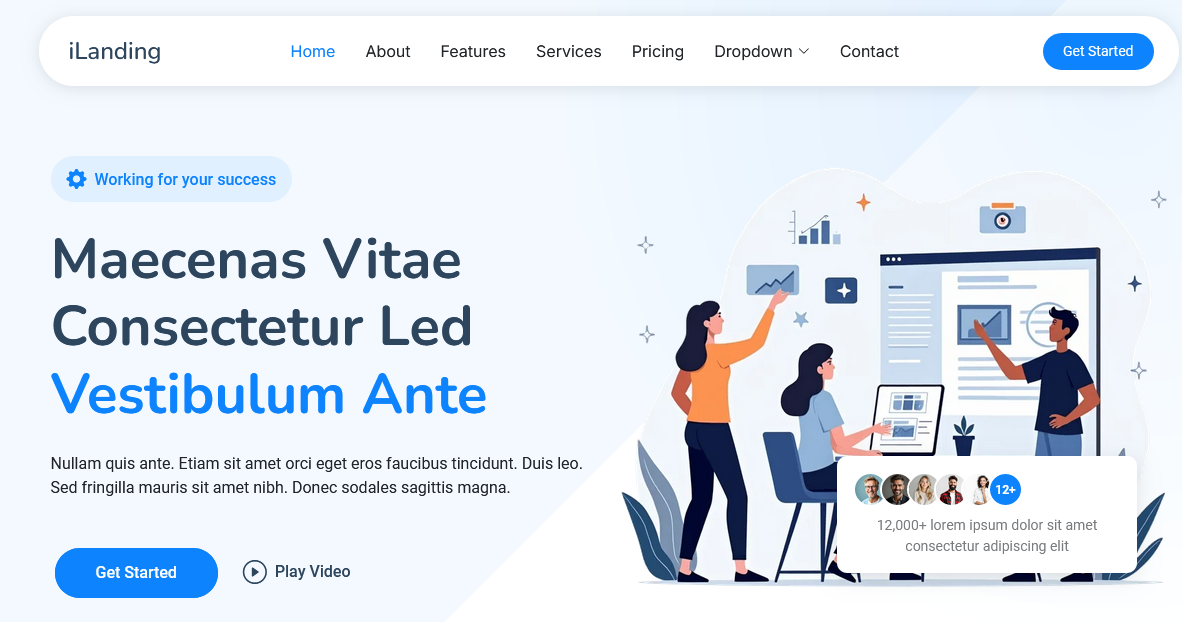 iLanding
Home About Features Services Pricing Dropdown Contact
Get Started
Working for your success
Maecenas Vitae
Consectetur Led
Vestibulum Ante
Nullam quis ante. Etiam sit amet orci eget eros faucibus tincidunt. Duis leo.
Sed fringilla mauris sit amet nibh. Donec sodales sagittis magna.
Get Started
Play Video
12+
12,000+ lorem ipsum dolor sit amet
consectetur adipiscing elit